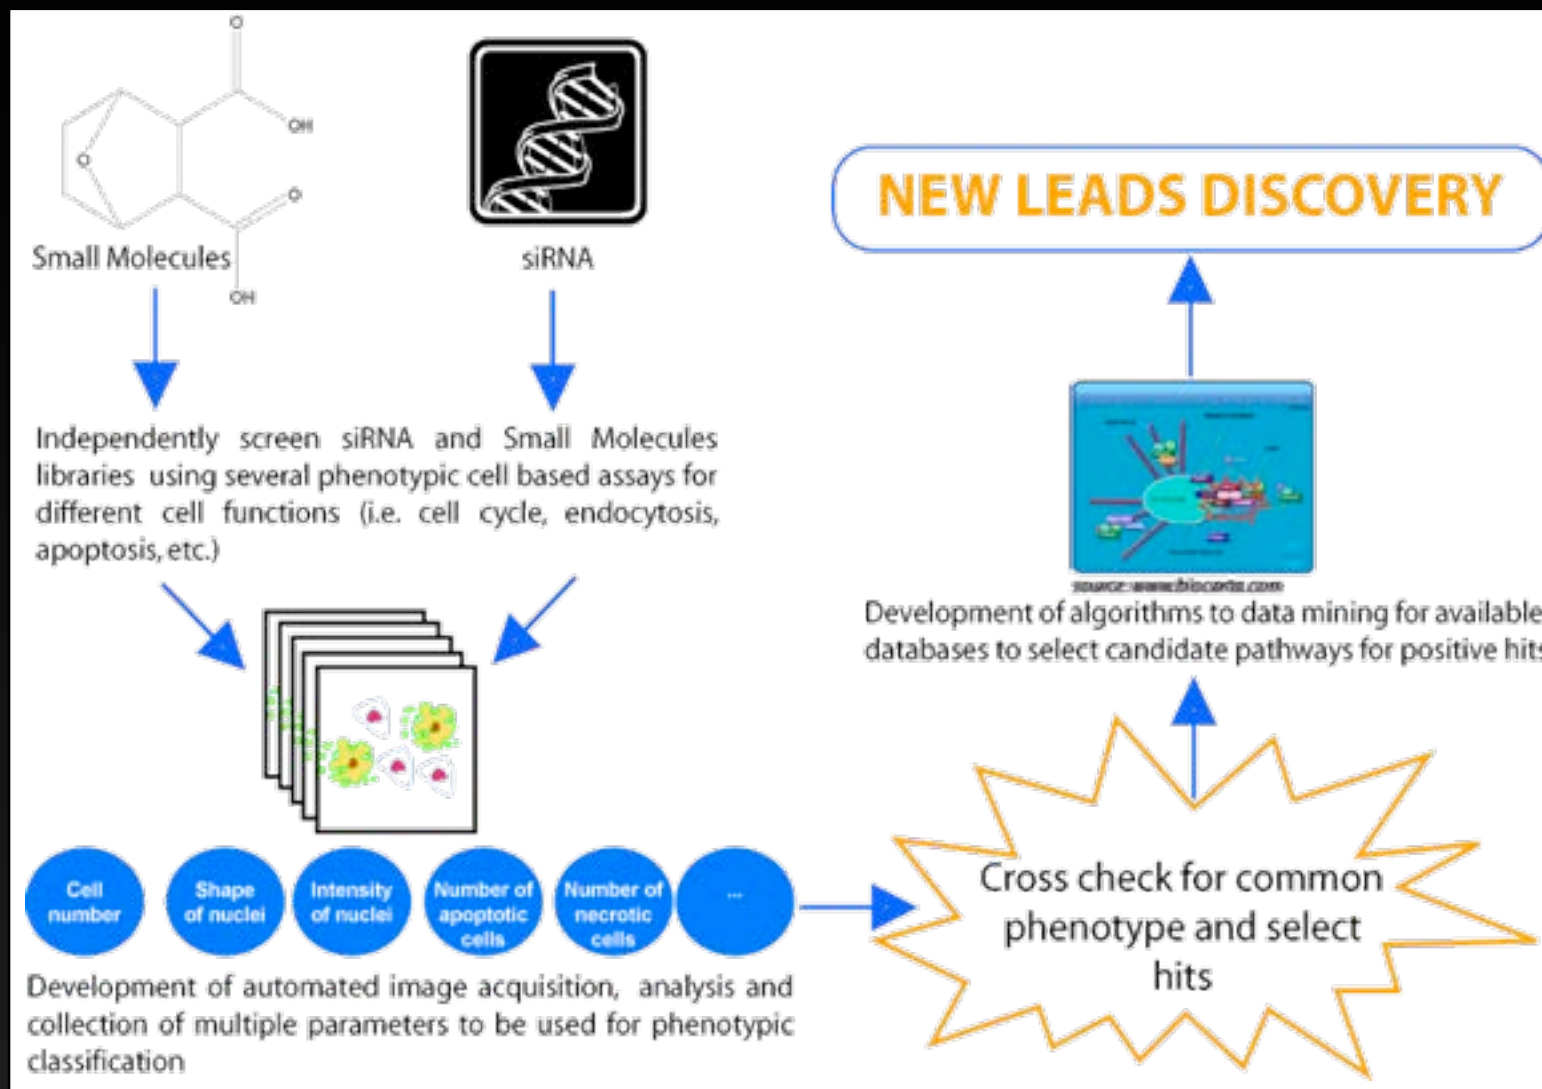 O
OH
O
O
OH
Small Molecules
siRNA
Independently screen siRNA and Small Molecules
libraries using several phenotypic cell based assays for
different cell functions (i.e. cell cycle, endocytosis,
apoptosis, etc.)
Cell
number
Shape
of nuclei
Intensity
of nuclei
Number of
apoptotic
cells
Number of
necrotic
cells
...
Development of automated image acquisition, analysis and
collection of multiple parameters to be used for phenotypic
classification
Cross check for common
phenotype and select
hits
Development of algorithms to data mining for available
databases to select candidate pathways for positive hits
source: www.biocarta.com
NEW LEADS DISCOVERY